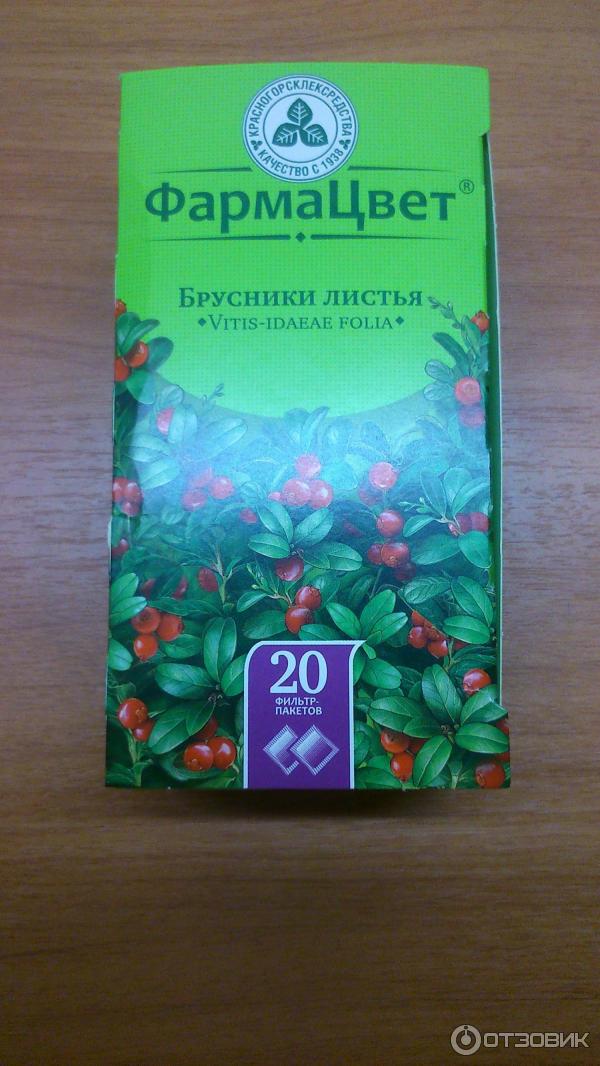 КРАСНОГОРСКЛЕКСРЕДСТВА
КАЧЕСТВО С 1938
ФармаЦвет®
Брусники листья
Vitis-idaeae folia
20
ФИЛЬТР-
ПАКЕТОВ
ОТЗОВИК